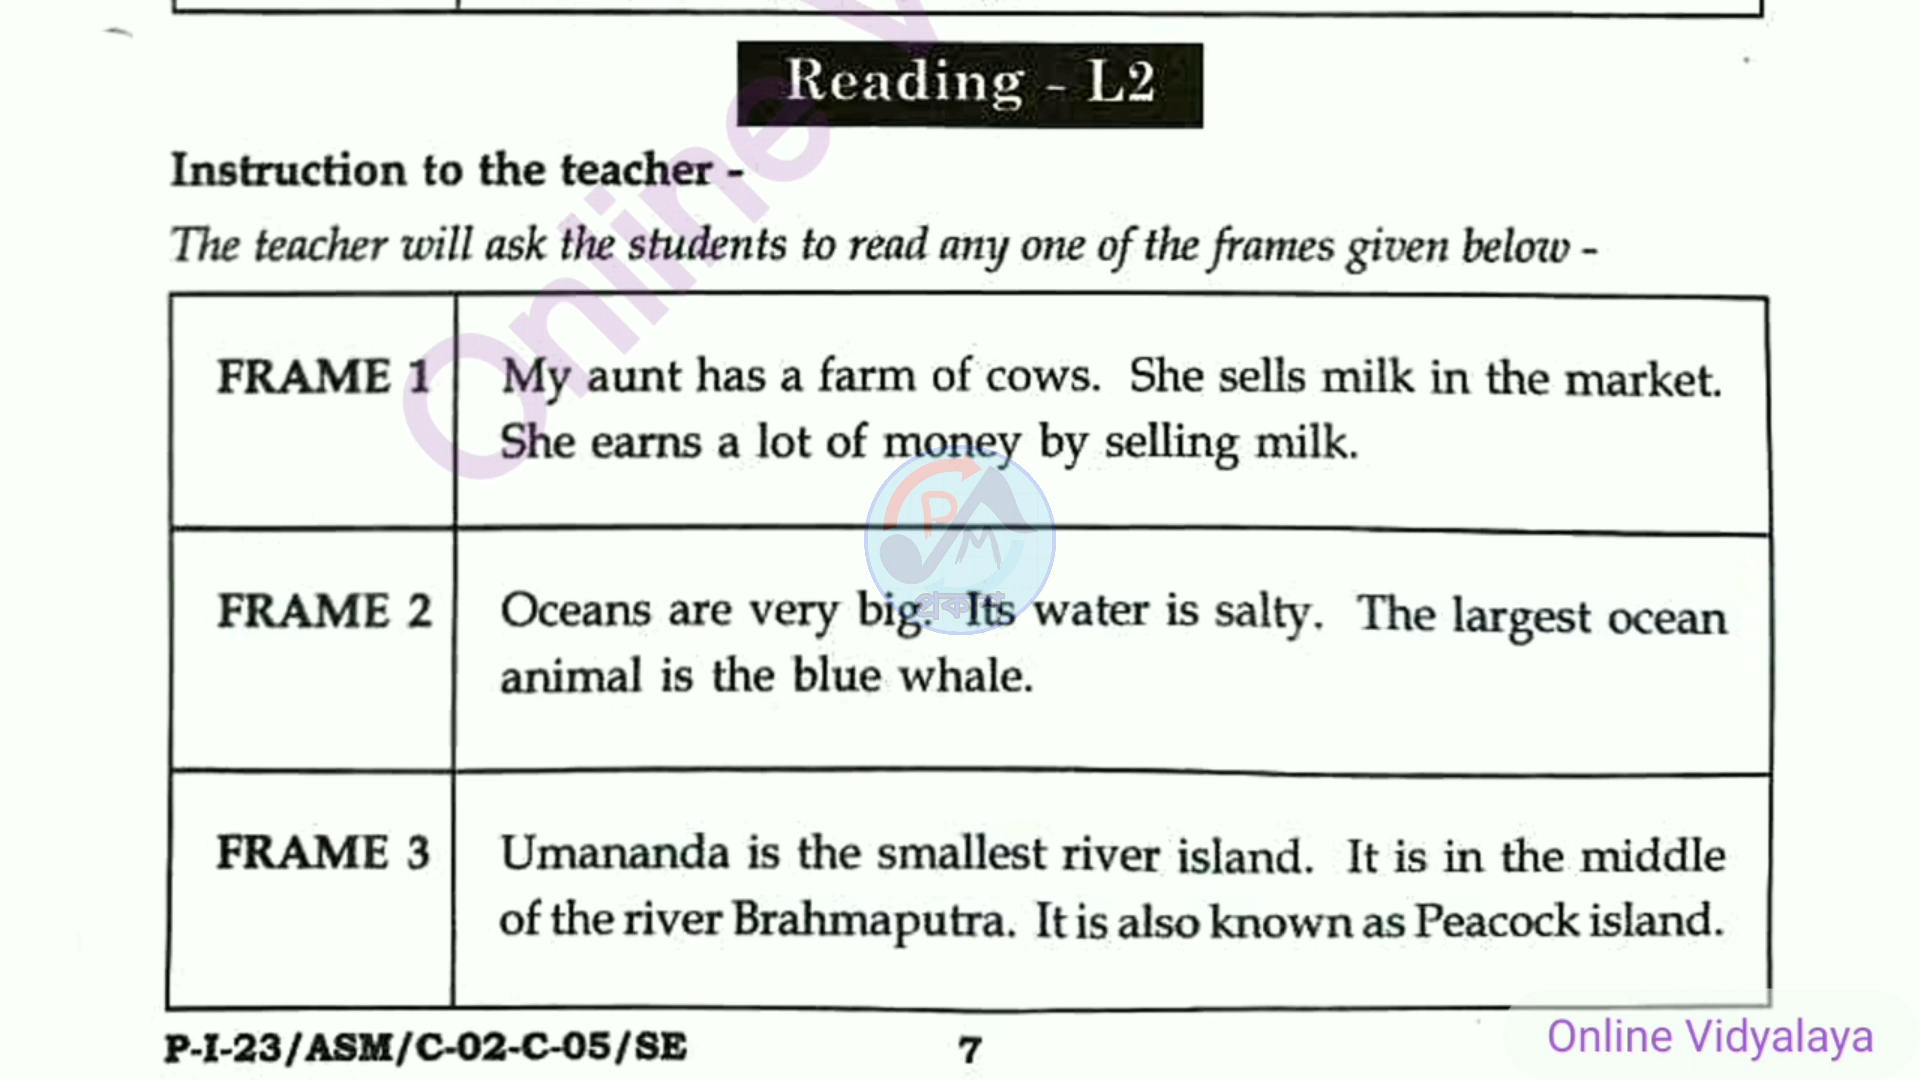 Reading - L2
Instruction to the teacher -
The teacher will ask the students to read any one of the frames given below -
FRAME 1
My aunt has a farm of cows. She sells milk in the market.
She earns a lot of money by selling milk.
FRAME 2
Oceans are very big. Its water is salty. The largest ocean
animal is the blue whale.
FRAME 3
Umananda is the smallest river island. It is in the middle
of the river Brahmaputra. It is also known as Peacock island.
P-I-23/ASM/C-02-C-05/SE
7
Online Vidyalaya
Online V
PM
প্রকাশ